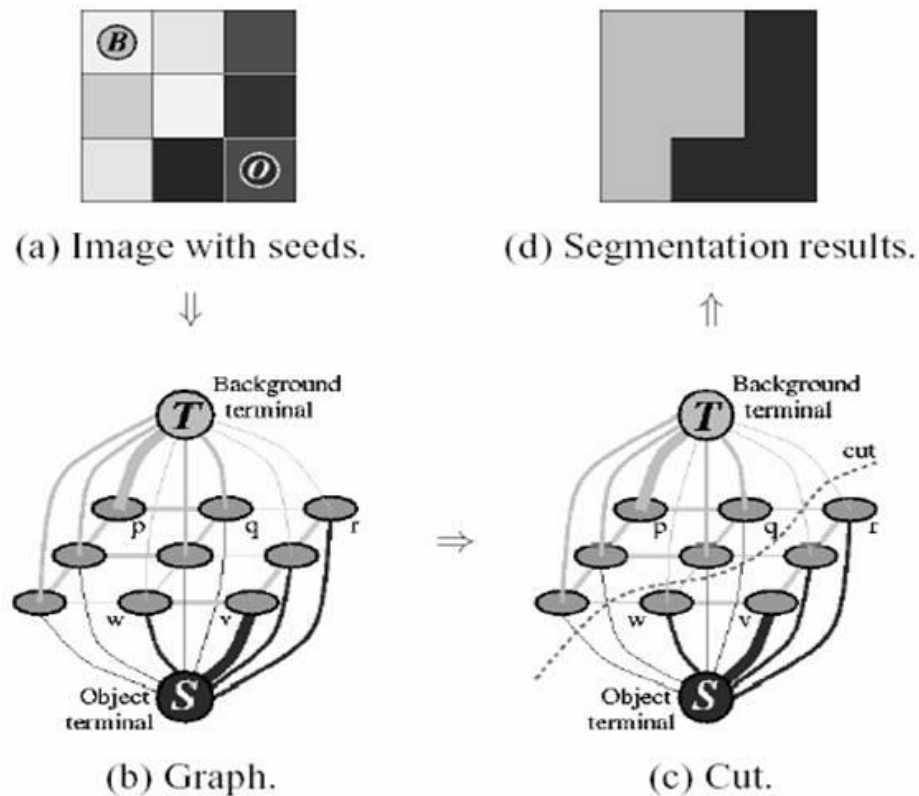 B
O
(a) Image with seeds.
(d) Segmentation results.
⇓
⇑
Background
terminal
T
p
q
r
w
v
S
Object
terminal
(b) Graph.
⇒
Background
terminal
T
cut
p
q
r
w
v
S
Object
terminal
(c) Cut.